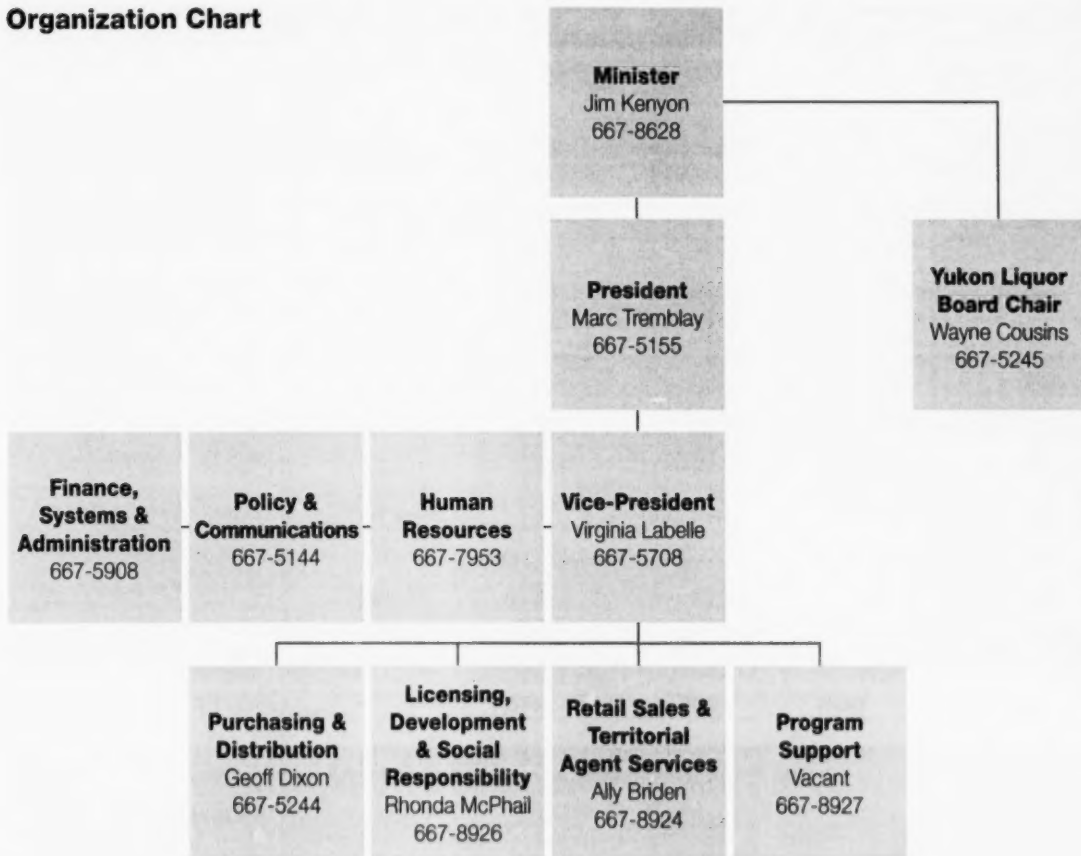 Organization Chart
Minister
Jim Kenyon
667-8628
President
Marc Tremblay
667-5155
Yukon Liquor
Board Chair
Wayne Cousins
667-5245
Finance,
Systems &
Administration
667-5908
Policy &
Communications
667-5144
Human
Resources
667-7953
Vice-President
Virginia Labelle
667-5708
Purchasing &
Distribution
Geoff Dixon
667-5244
Licensing,
Development
& Social
Responsibility
Rhonda McPhail
667-8926
Retail Sales &
Territorial
Agent Services
Ally Briden
667-8924
Program
Support
Vacant
667-8927